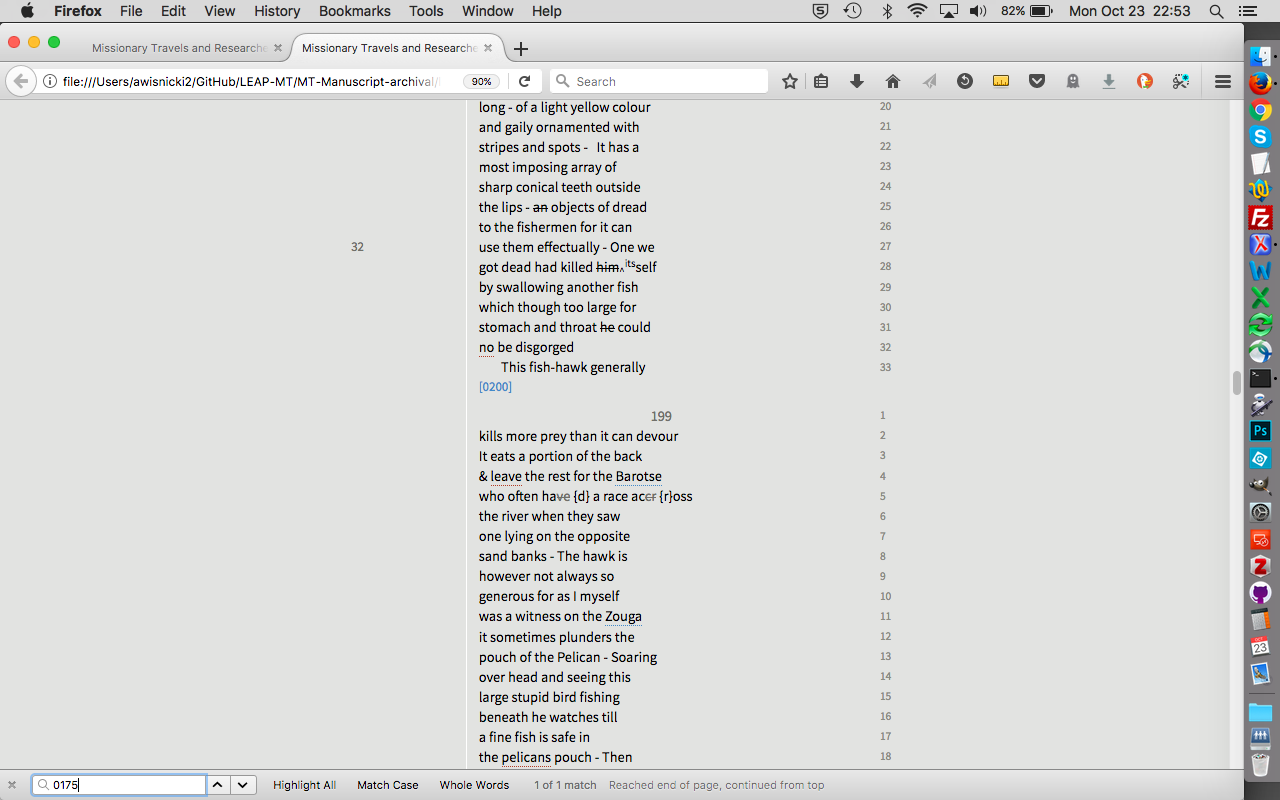 Firefox File Edit View History Bookmarks Tools Window Help 82% Mon Oct 23 22:53
Missionary Travels and Researche
Missionary Travels and Researche
file:///Users/awisnicki2/GitHub/LEAP-MT/MT-Manuscript-archival/ 90% Search
long - of a light yellow colour 20
and gaily ornamented with 21
stripes and spots - It has a 22
most imposing array of 23
sharp conical teeth outside 24
the lips - an objects of dread 25
to the fishermen for it can 26
32 use them effectually - One we 27
got dead had killed him.^itsself 28
by swallowing another fish 29
which though too large for 30
stomach and throat he could 31
no be disgorged 32
This fish-hawk generally 33
[0200]
199 1
kills more prey than it can devour 2
It eats a portion of the back 3
& leave the rest for the Barotse 4
who often have {d} a race accr {r}oss 5
the river when they saw 6
one lying on the opposite 7
sand banks - The hawk is 8
however not always so 9
generous for as I myself 10
was a witness on the Zouga 11
it sometimes plunders the 12
pouch of the Pelican - Soaring 13
over head and seeing this 14
large stupid bird fishing 15
beneath he watches till 16
a fine fish is safe in 17
the pelicans pouch - Then 18
0175 Highlight All Match Case Whole Words 1 of 1 match Reached end of page, continued from top